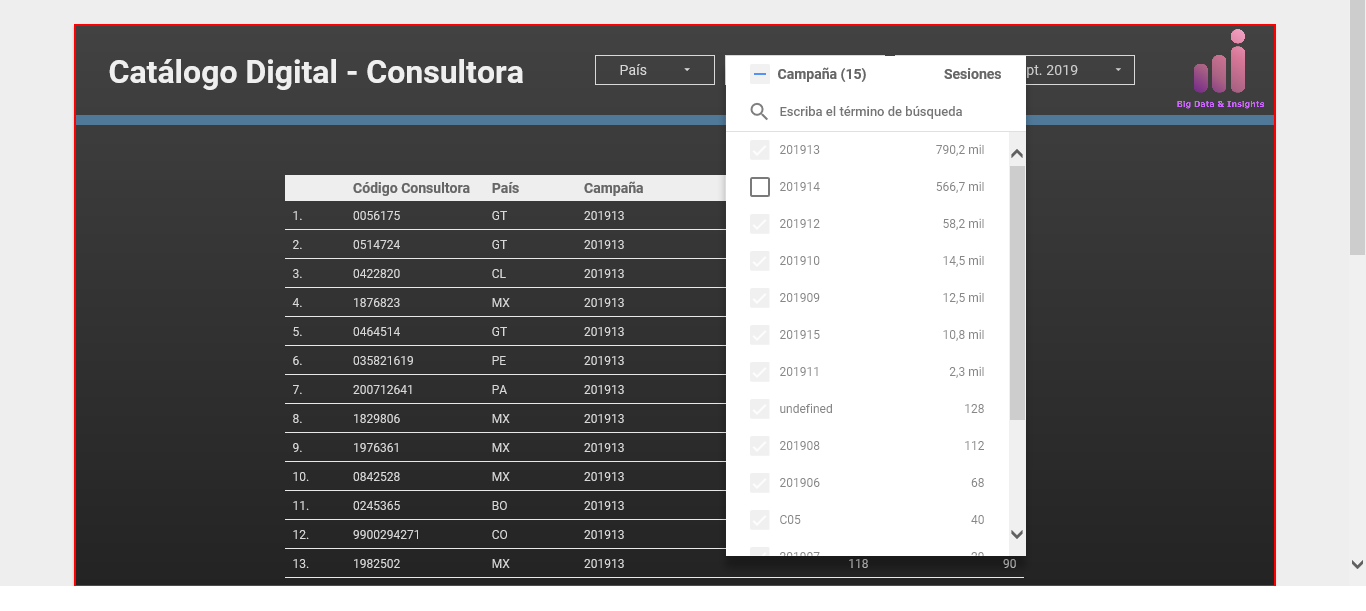 Catálogo Digital - Consultora
País
Campaña (15) Sesiones
pt. 2019
Big Data & Insights
Escriba el término de búsqueda
201913 790,2 mil
201914 566,7 mil
201912 58,2 mil
201910 14,5 mil
201909 12,5 mil
201915 10,8 mil
201911 2,3 mil
undefined 128
201908 112
201906 68
C05 40
Código Consultora País Campaña
1. 0056175 GT 201913
2. 0514724 GT 201913
3. 0422820 CL 201913
4. 1876823 MX 201913
5. 0464514 GT 201913
6. 035821619 PE 201913
7. 200712641 PA 201913
8. 1829806 MX 201913
9. 1976361 MX 201913
10. 0842528 MX 201913
11. 0245365 BO 201913
12. 9900294271 CO 201913
13. 1982502 MX 201913 118 90